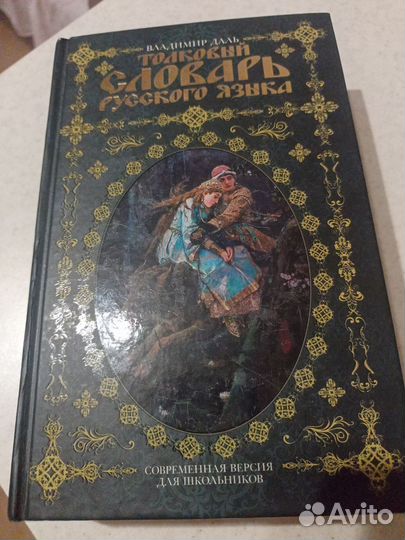 ВЛАДИМИР ДАЛЬ
ТОЛКОВЫЙ
СЛОВАРЬ
РУССКОГО ЯЗЫКА
СОВРЕМЕННАЯ ВЕРСИЯ
ДЛЯ ШКОЛЬНИКОВ
Avito